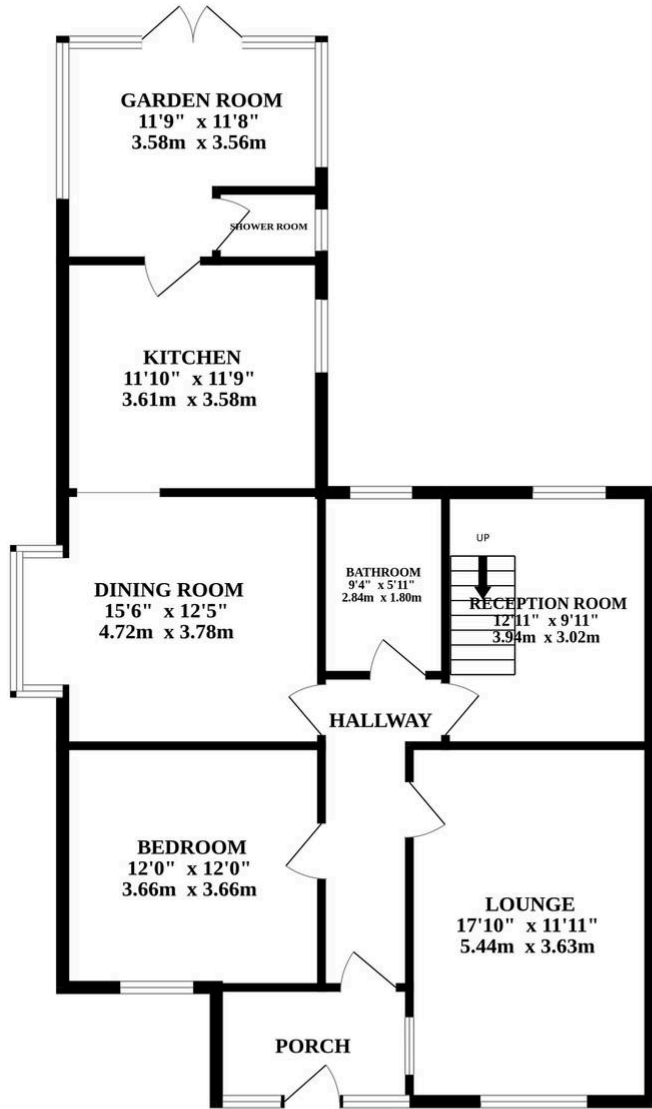 GARDEN ROOM
11'9" x 11'8"
3.58m x 3.56m
SHOWER ROOM
KITCHEN
11'10" x 11'9"
3.61m x 3.58m
DINING ROOM
15'6" x 12'5"
4.72m x 3.78m
BATHROOM
9'4" x 5'11"
2.84m x 1.80m
UP
RECEPTION ROOM
12'11" x 9'11"
3.94m x 3.02m
HALLWAY
BEDROOM
12'0" x 12'0"
3.66m x 3.66m
LOUNGE
17'10" x 11'11"
5.44m x 3.63m
PORCH